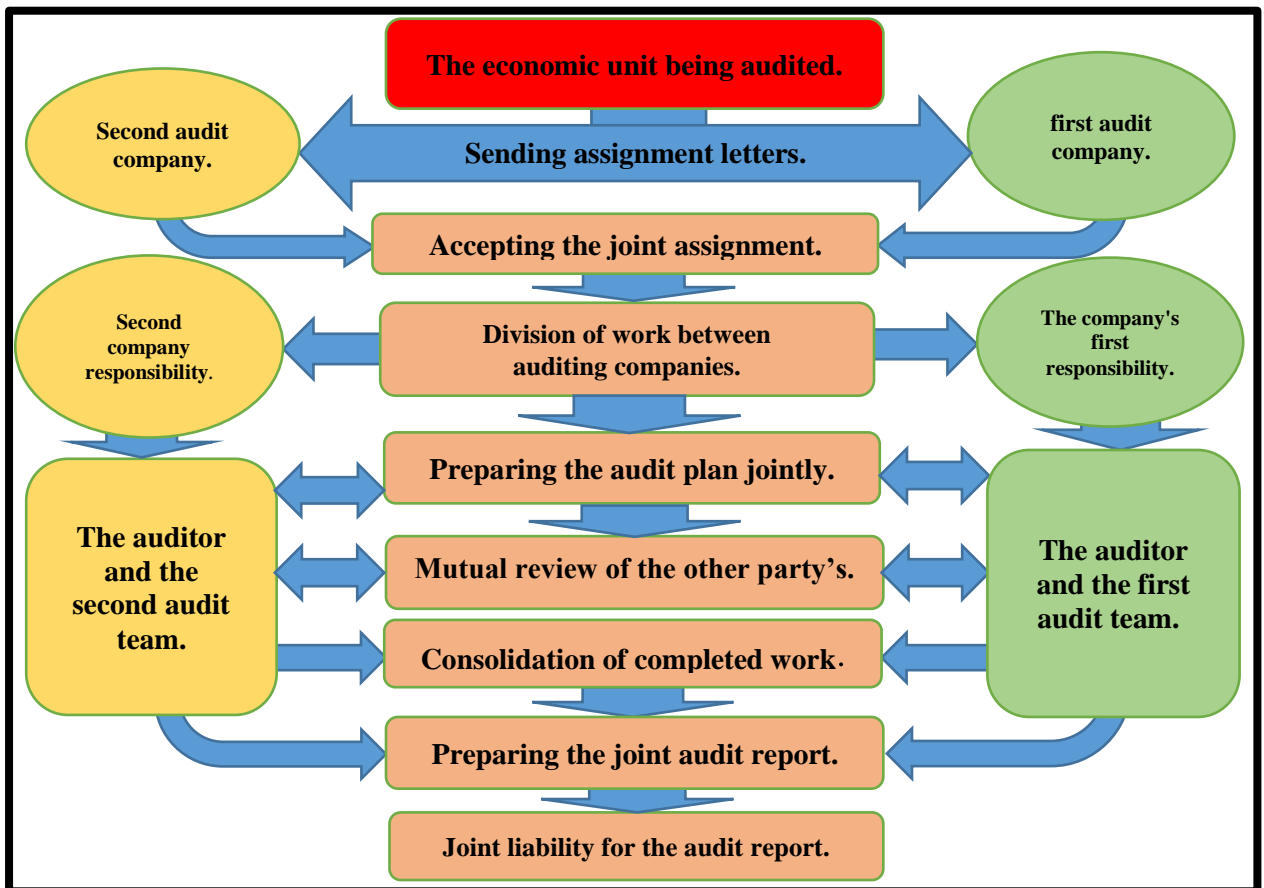 The economic unit being audited.
Second audit
company.
Sending assignment letters.
first audit
company.
Accepting the joint assignment.
Second
company
responsibility.
Division of work between
auditing companies.
The company's
first
responsibility.
Preparing the audit plan jointly.
The auditor
and the
second audit
team.
Mutual review of the other party’s.
The auditor
and the first
audit team.
Consolidation of completed work.
Preparing the joint audit report.
Joint liability for the audit report.